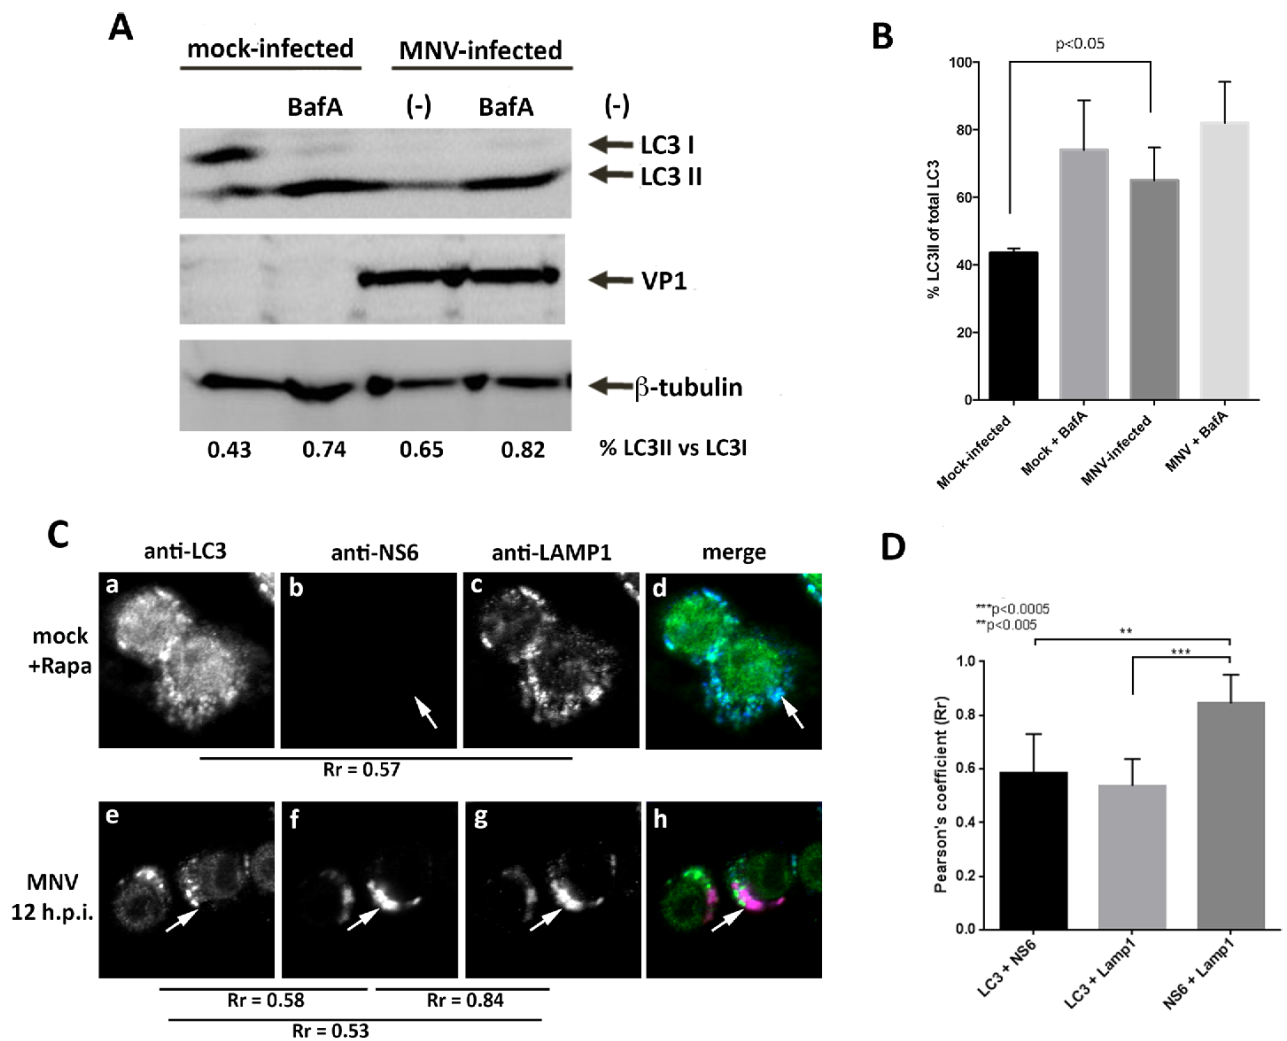 A
mock-infected
MNV-infected
BafA
(-)
BafA
(-)
LC3 I
LC3 II
VP1
β-tubulin
0.43
0.74
0.65
0.82
% LC3II vs LC3I
B
p<0.05
100
80
60
40
20
0
% LC3II of total LC3
Mock-infected
Mock + BafA
MNV-infected
MNV + BafA
C
anti-LC3
anti-NS6
anti-LAMP1
merge
mock
+Rapa
a
b
c
d
Rr = 0.57
MNV
12 h.p.i.
e
f
g
h
Rr = 0.58
Rr = 0.84
Rr = 0.53
D
***p<0.0005
**p<0.005
**
***
1.0
0.8
0.6
0.4
0.2
0.0
Pearson's coefficient (Rr)
LC3 + NS6
LC3 + Lamp1
NS6 + Lamp1